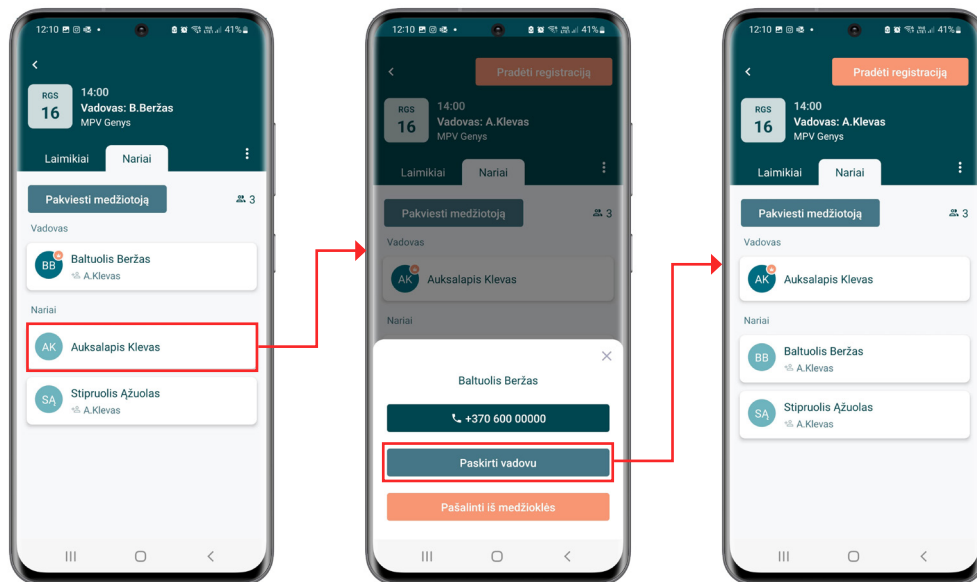 12:10
41%
RGS
16
14:00
Vadovas: B.Beržas
MPV Genys
Laimikiai
Nariai
Pakviesti medžiotoją
3
Vadovas
BB
Baltuolis Beržas
A.Klevas
Nariai
AK
Auksalapis Klevas
SĄ
Stipruolis Ąžuolas
A.Klevas
12:10
41%
Pradėti registraciją
RGS
16
14:00
Vadovas: A.Klevas
MPV Genys
Laimikiai
Nariai
Pakviesti medžiotoją
3
Vadovas
AK
Auksalapis Klevas
Nariai
Baltuolis Beržas
+370 600 00000
Paskirti vadovu
Pašalinti iš medžioklės
12:10
41%
Pradėti registraciją
RGS
16
14:00
Vadovas: A.Klevas
MPV Genys
Laimikiai
Nariai
Pakviesti medžiotoją
3
Vadovas
AK
Auksalapis Klevas
Nariai
BB
Baltuolis Beržas
A.Klevas
SĄ
Stipruolis Ąžuolas
A.Klevas